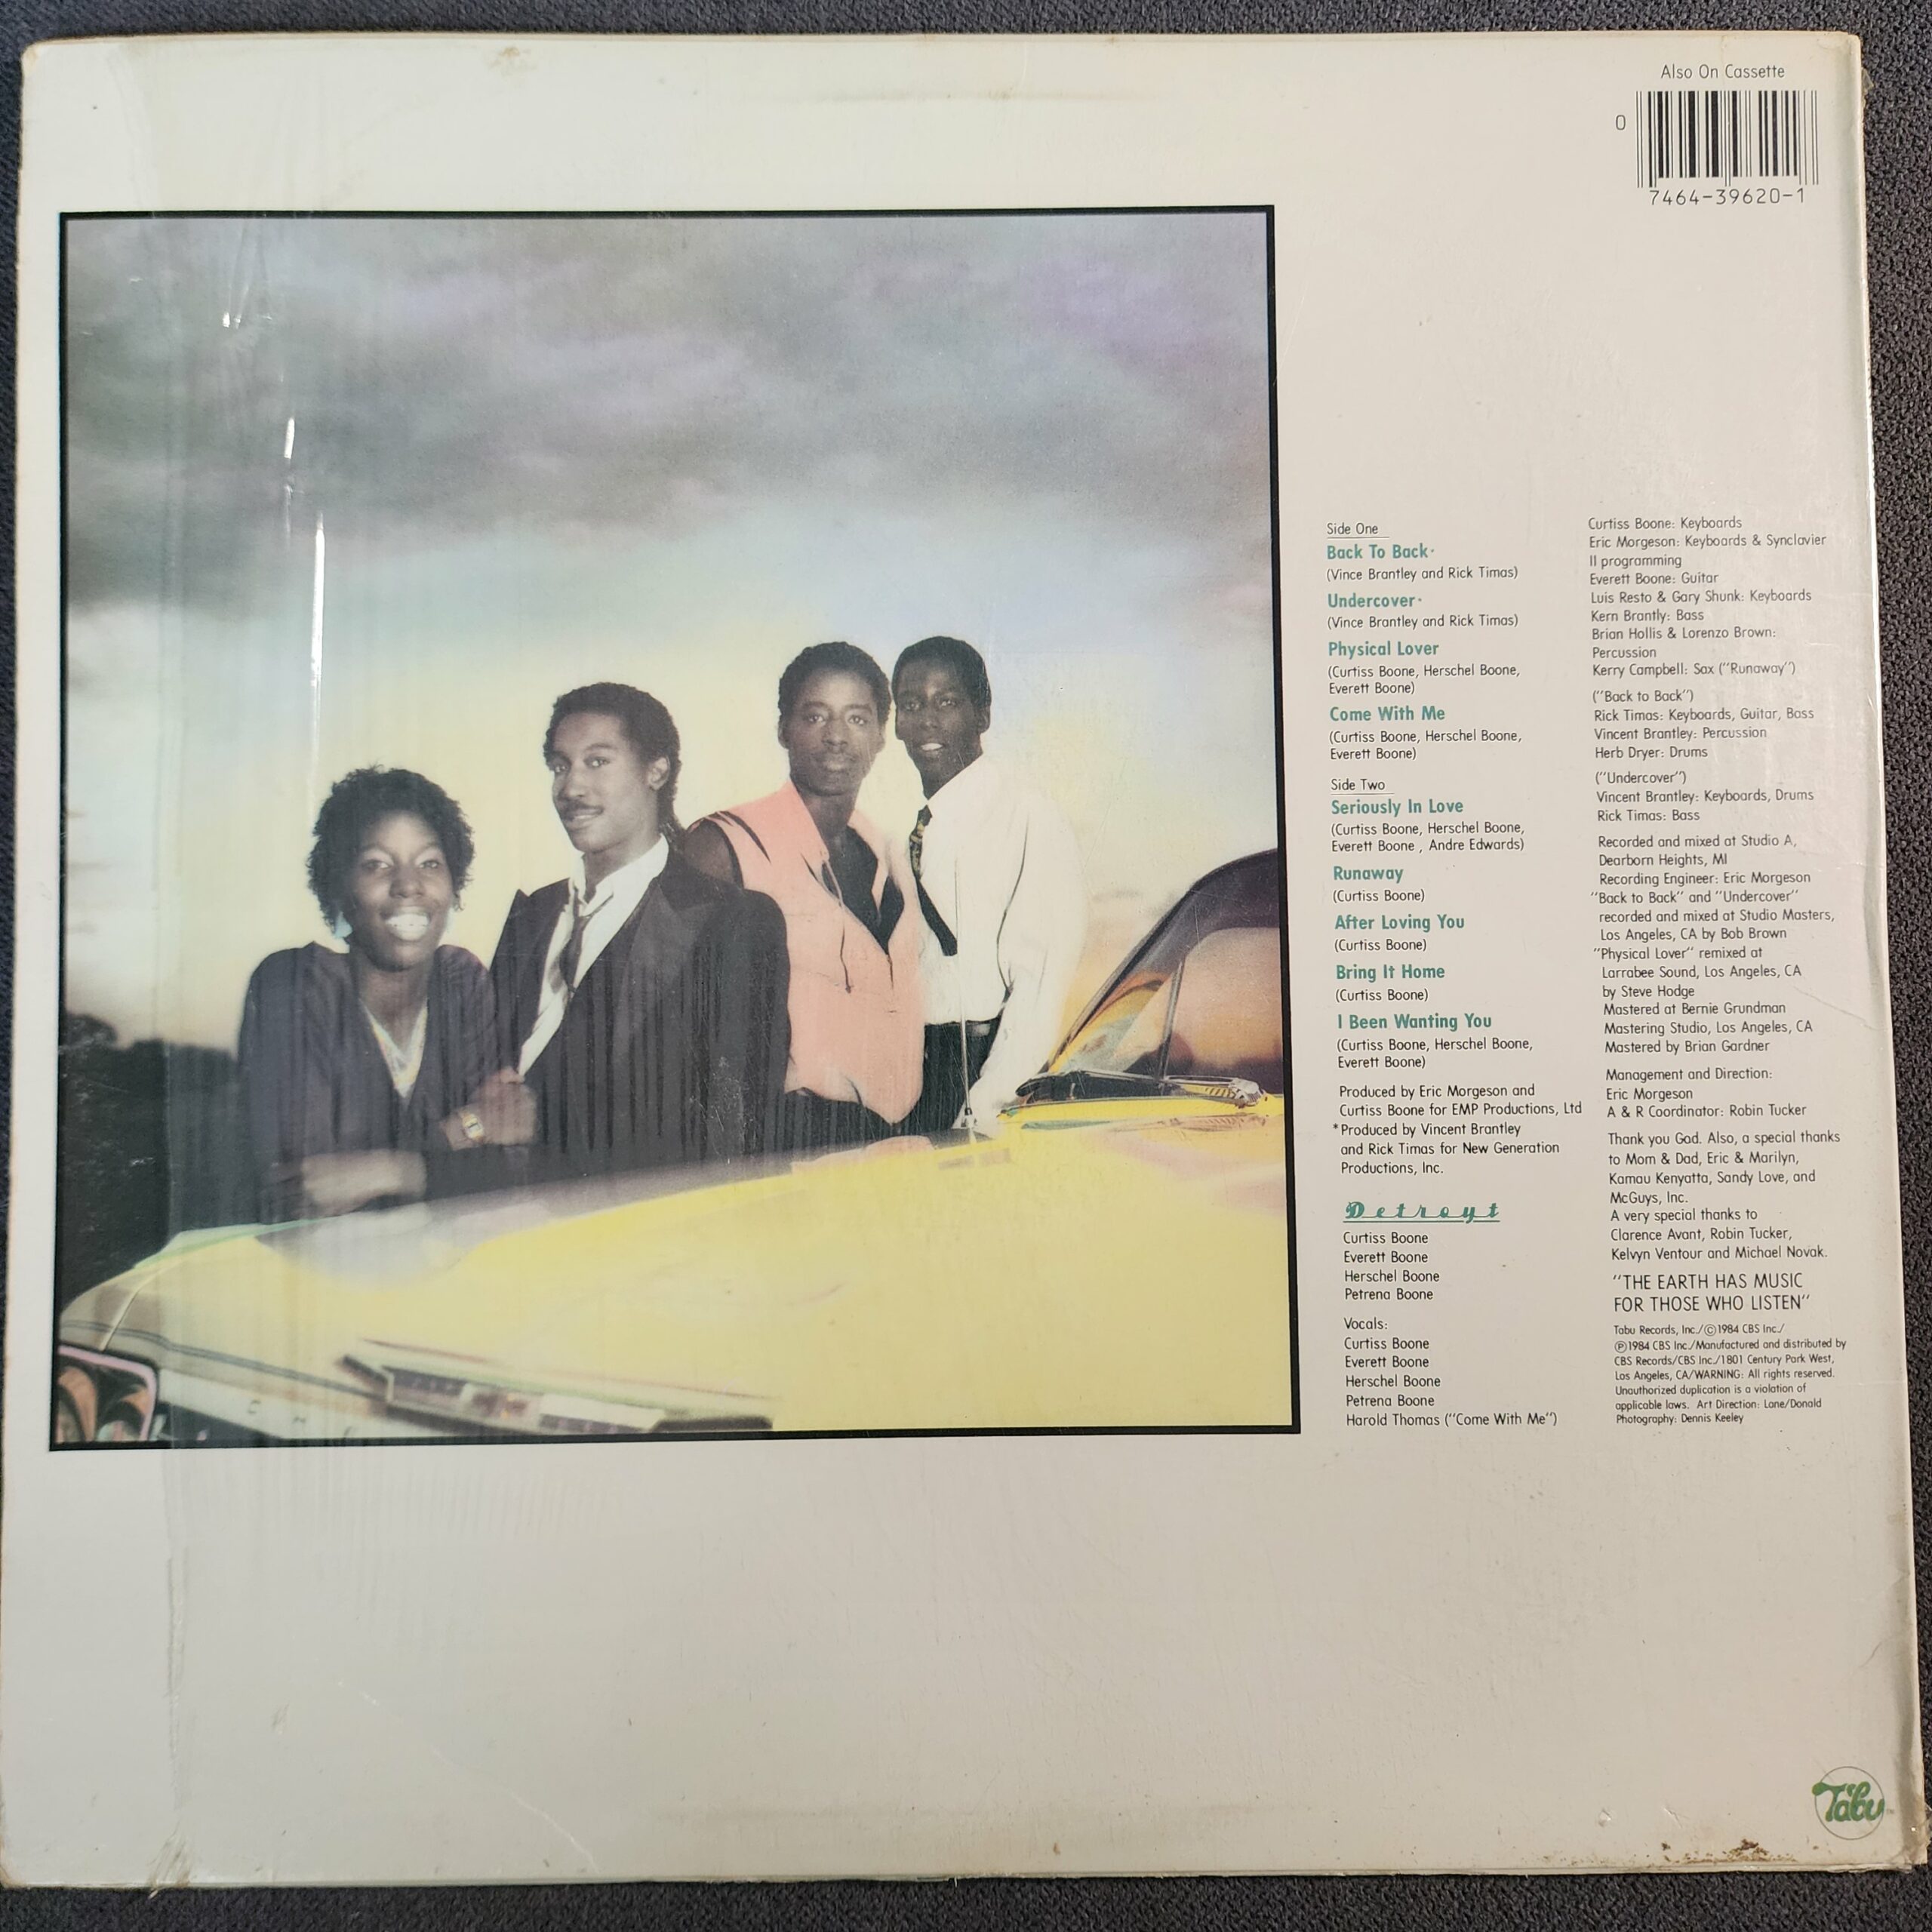 Also On Cassette
0
7464-39620-1
Side One
Back To Back·
(Vince Brantley and Rick Timas)
Undercover·
(Vince Brantley and Rick Timas)
Physical Lover
(Curtiss Boone, Herschel Boone,
Everett Boone)
Come With Me
(Curtiss Boone, Herschel Boone,
Everett Boone)
Side Two
Seriously In Love
(Curtiss Boone, Herschel Boone,
Everett Boone , Andre Edwards)
Runaway
(Curtiss Boone)
After Loving You
(Curtiss Boone)
Bring It Home
(Curtiss Boone)
I Been Wanting You
(Curtiss Boone, Herschel Boone,
Everett Boone)
Produced by Eric Morgeson and
Curtiss Boone for EMP Productions, Ltd
*Produced by Vincent Brantley
and Rick Timas for New Generation
Productions, Inc.
Detroyt
Curtiss Boone
Everett Boone
Herschel Boone
Petrena Boone
Vocals:
Curtiss Boone
Everett Boone
Herschel Boone
Petrena Boone
Harold Thomas ("Come With Me")
Curtiss Boone: Keyboards
Eric Morgeson: Keyboards & Synclavier
II programming
Everett Boone: Guitar
Luis Resto & Gary Shunk: Keyboards
Kern Brantly: Bass
Brian Hollis & Lorenzo Brown:
Percussion
Kerry Campbell: Sax ("Runaway")
("Back to Back")
Rick Timas: Keyboards, Guitar, Bass
Vincent Brantley: Percussion
Herb Dryer: Drums
("Undercover")
Vincent Brantley: Keyboards, Drums
Rick Timas: Bass
Recorded and mixed at Studio A,
Dearborn Heights, MI
Recording Engineer: Eric Morgeson
"Back to Back" and "Undercover"
recorded and mixed at Studio Masters,
Los Angeles, CA by Bob Brown
"Physical Lover" remixed at
Larrabee Sound, Los Angeles, CA
by Steve Hodge
Mastered at Bernie Grundman
Mastering Studio, Los Angeles, CA
Mastered by Brian Gardner
Management and Direction:
Eric Morgeson
A & R Coordinator: Robin Tucker
Thank you God. Also, a special thanks
to Mom & Dad, Eric & Marilyn,
Kamau Kenyatta, Sandy Love, and
McGuys, Inc.
A very special thanks to
Clarence Avant, Robin Tucker,
Kelvyn Ventour and Michael Novak.
"THE EARTH HAS MUSIC
FOR THOSE WHO LISTEN"
Tabu Records, Inc./Ⓒ1984 CBS Inc./
Ⓟ1984 CBS Inc./Manufactured and distributed by
CBS Records/CBS Inc./1801 Century Park West,
Los Angeles, CA/WARNING: All rights reserved.
Unauthorized duplication is a violation of
applicable laws. Art Direction: Lane/Donald
Photography: Dennis Keeley
Tabu